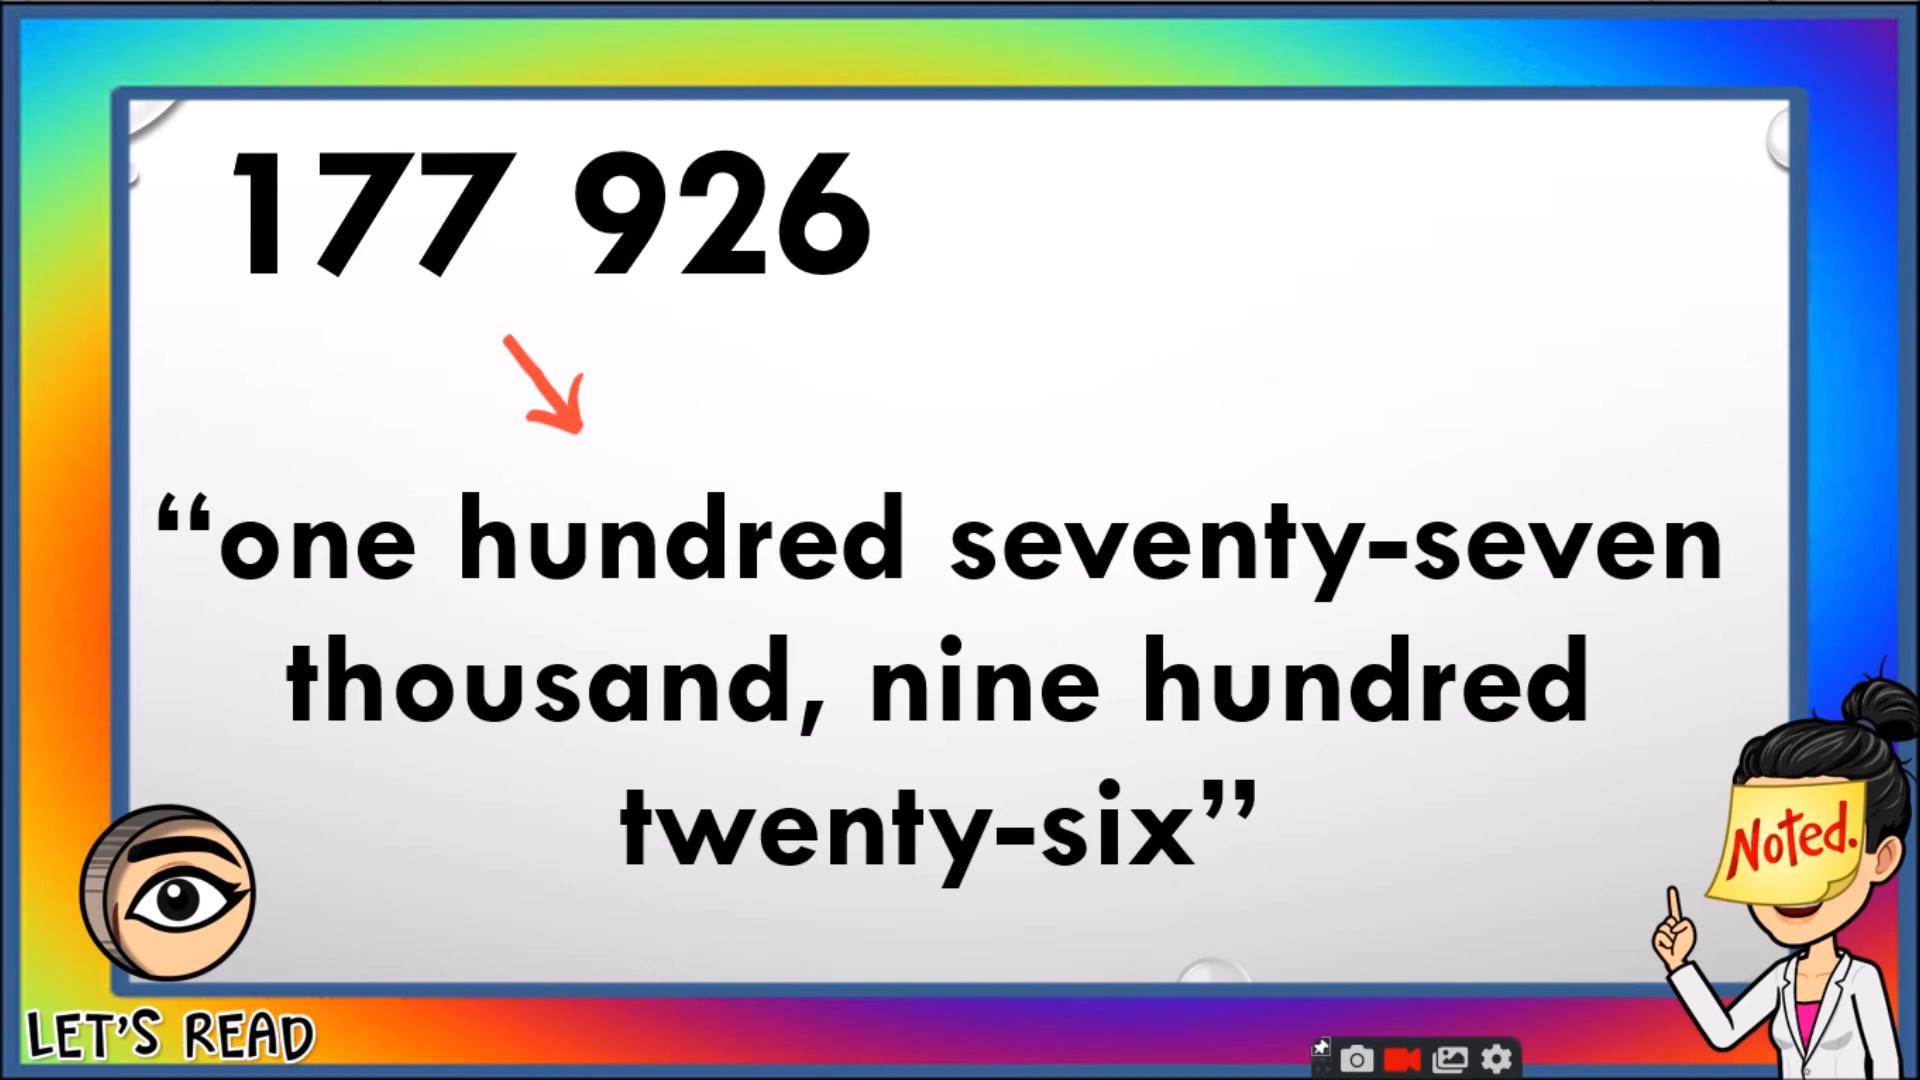 177 926
“one hundred seventy-seven
thousand, nine hundred
twenty-six”
Noted.
LET'S READ